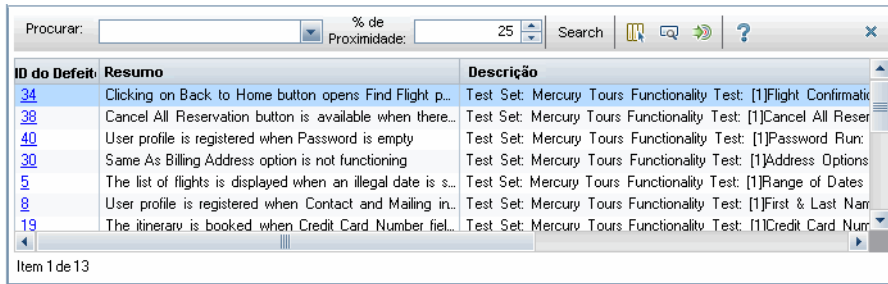 Procurar:
% de Proximidade:
25
Search
?
ID do Defeit Resumo Descrição
34 Clicking on Back to Home button opens Find Flight p... Test Set: Mercury Tours Functionality Test: [1]Flight Confirmatic
38 Cancel All Reservation button is available when there... Test Set: Mercury Tours Functionality Test: [1]Cancel All Reser
40 User profile is registered when Password is empty Test Set: Mercury Tours Functionality Test: [1]Password Run:
30 Same As Billing Address option is not functioning Test Set: Mercury Tours Functionality Test: [1]Address Options
5 The list of flights is displayed when an illegal date is s... Test Set: Mercury Tours Functionality Test: [1]Range of Dates
8 User profile is registered when Contact and Mailing in... Test Set: Mercury Tours Functionality Test: [1]First & Last Nam
19 The itinerary is booked when Credit Card Number fiel... Test Set: Mercury Tours Functionality Test: [1]Credit Card Num
Item 1 de 13